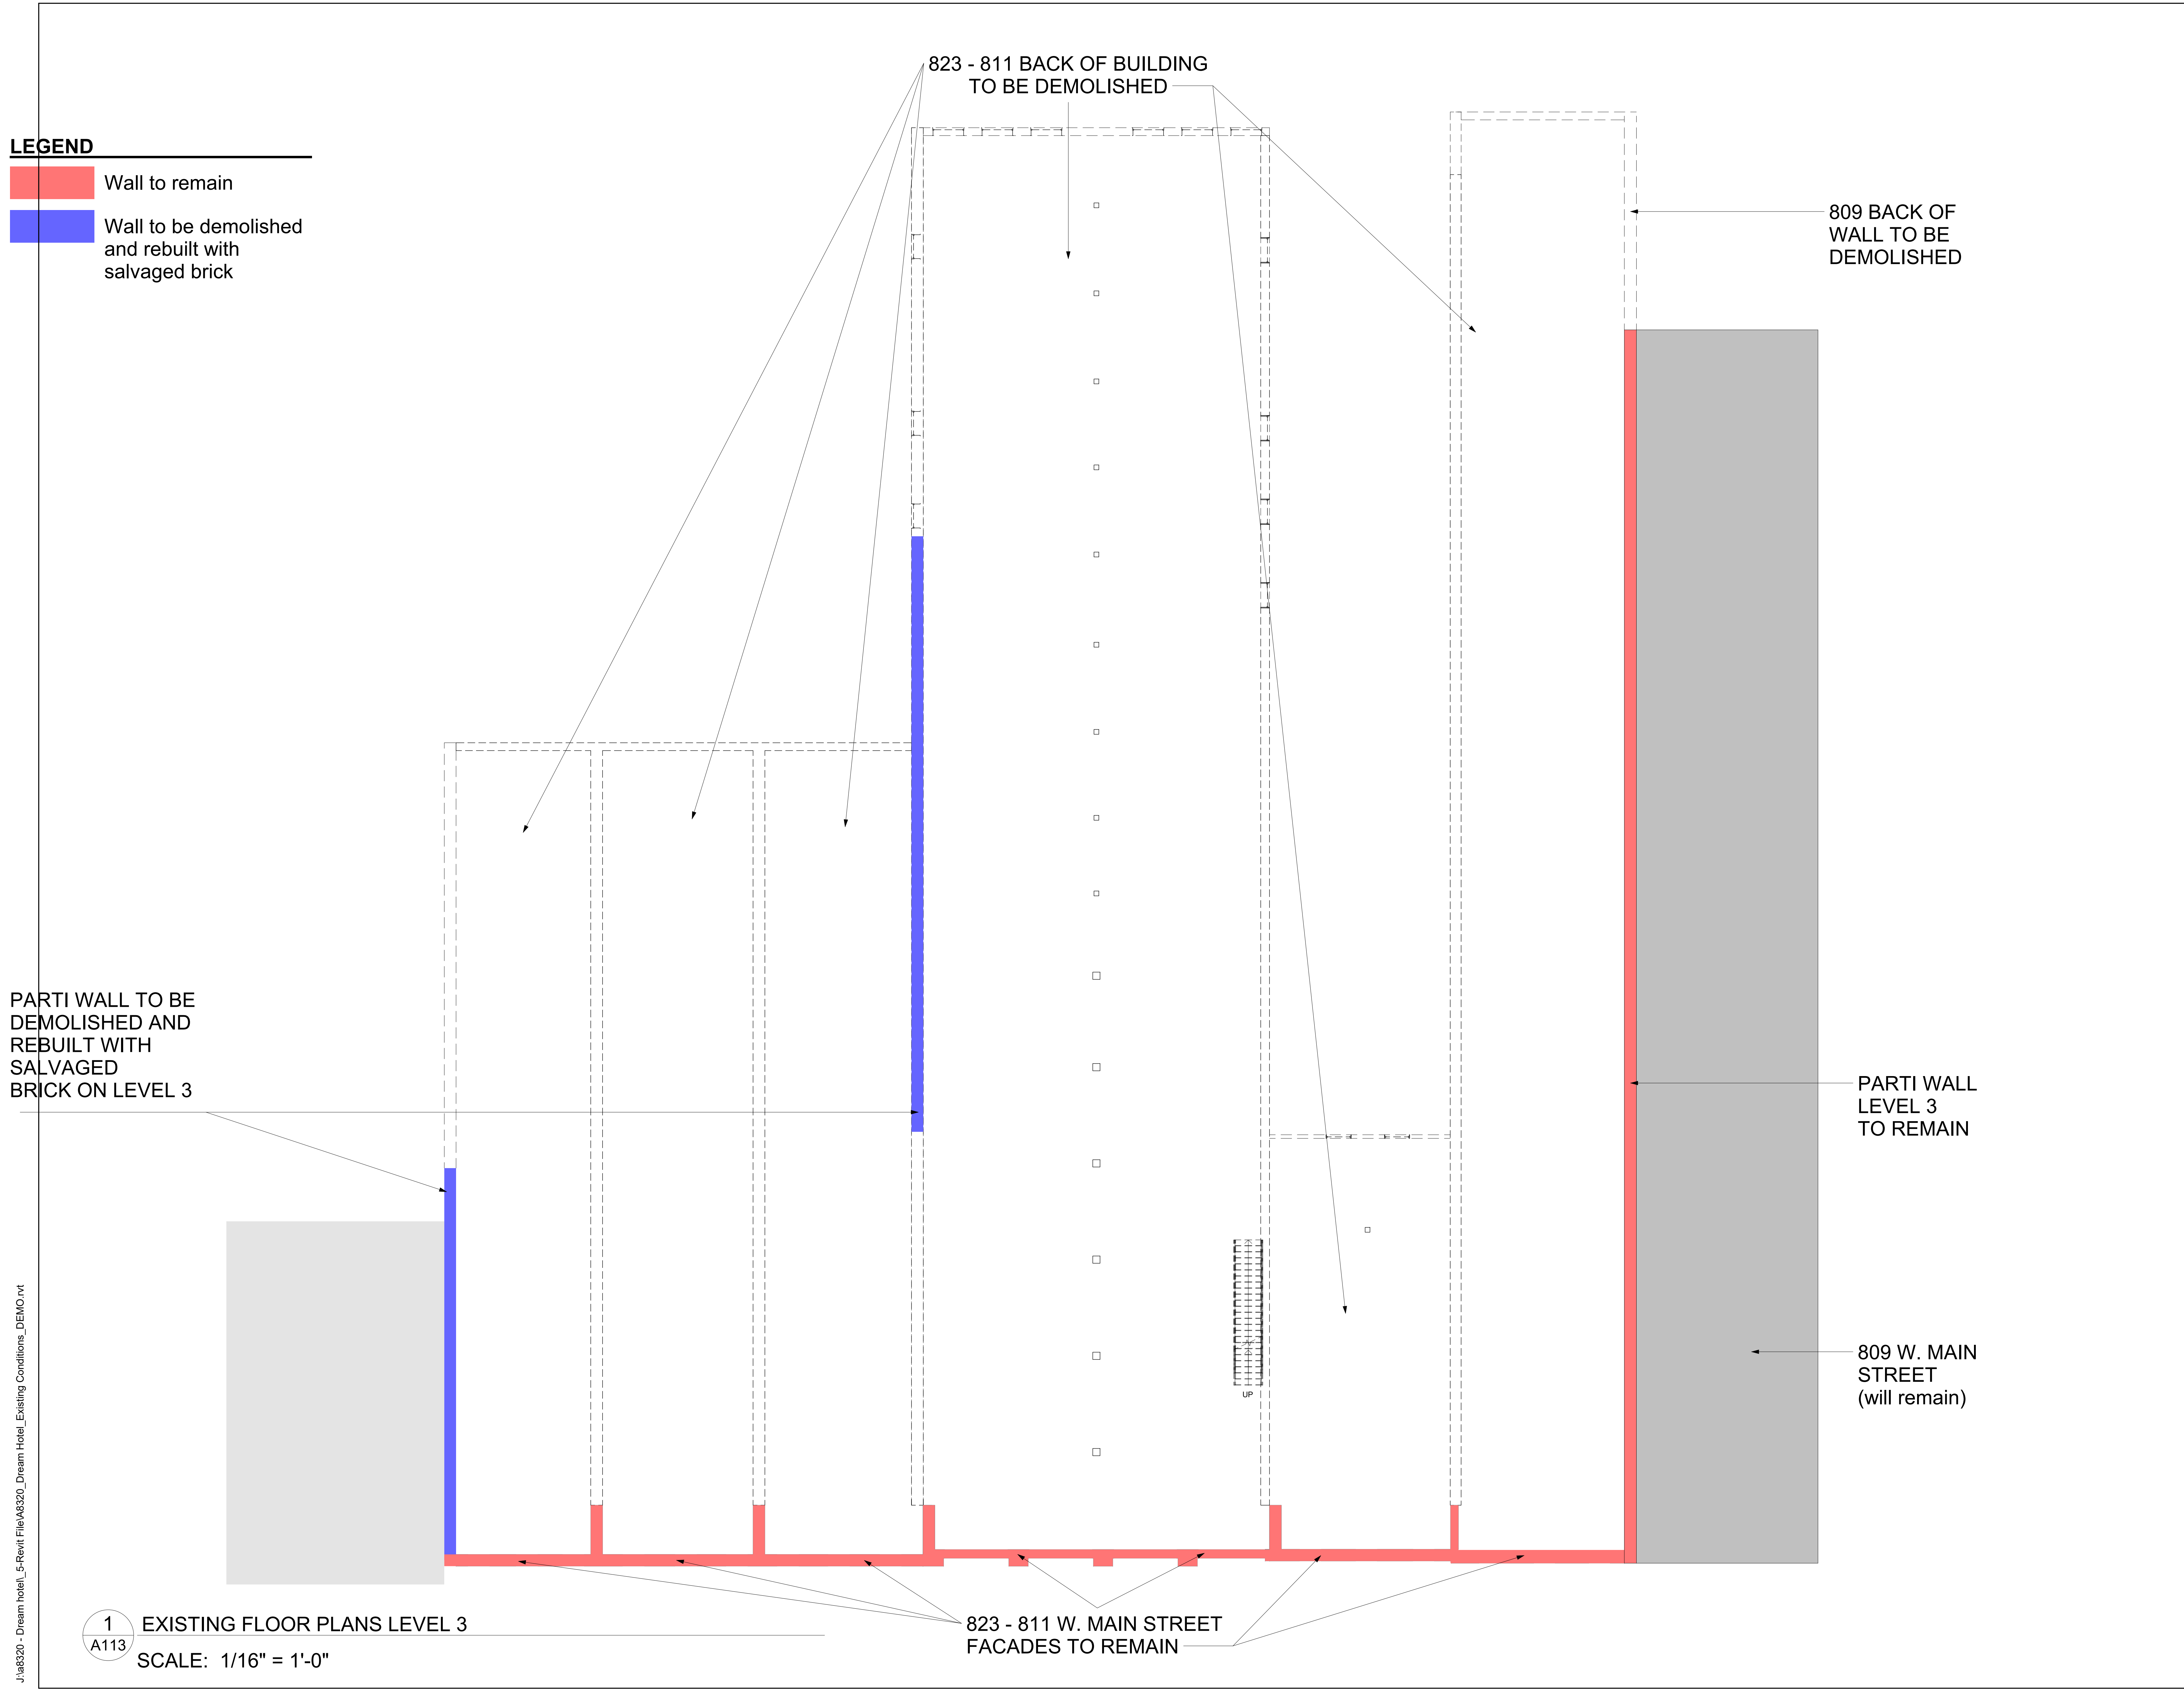 823 - 811 BACK OF BUILDING
TO BE DEMOLISHED
LEGEND
Wall to remain
Wall to be demolished
and rebuilt with
salvaged brick
809 BACK OF
WALL TO BE
DEMOLISHED
PARTI WALL TO BE
DEMOLISHED AND
REBUILT WITH
SALVAGED
BRICK ON LEVEL 3
PARTI WALL
LEVEL 3
TO REMAIN
809 W. MAIN
STREET
(will remain)
UP
823 - 811 W. MAIN STREET
FACADES TO REMAIN
1
A113
EXISTING FLOOR PLANS LEVEL 3
SCALE: 1/16" = 1'-0"
J:\a8320 - Dream hotel\_5-Revit File\A8320_Dream Hotel_Existing Conditions_DEMO.rvt